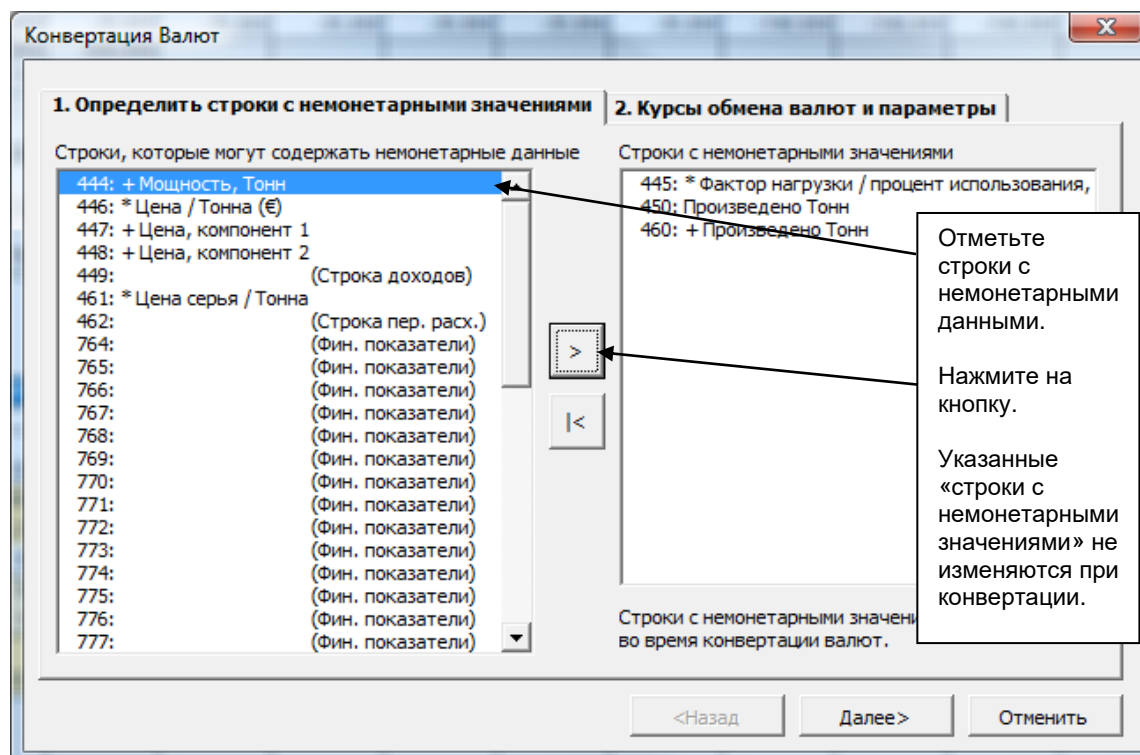 Конвертация Валют
X
1. Определить строки с немонетарными значениями
2. Курсы обмена валют и параметры
Строки, которые могут содержать немонетарные данные
444: + Мощность, Тонн
446: * Цена / Тонна (€)
447: + Цена, компонент 1
448: + Цена, компонент 2
449: (Строка доходов)
461: * Цена серья / Тонна
462: (Строка пер. расх.)
764: (Фин. показатели)
765: (Фин. показатели)
766: (Фин. показатели)
767: (Фин. показатели)
768: (Фин. показатели)
769: (Фин. показатели)
770: (Фин. показатели)
771: (Фин. показатели)
772: (Фин. показатели)
773: (Фин. показатели)
774: (Фин. показатели)
775: (Фин. показатели)
776: (Фин. показатели)
777: (Фин. показатели)
>
|<
Строки с немонетарными значениями
445: * Фактор нагрузки / процент использования,
450: Произведено Тонн
460: + Произведено Тонн
Строки с немонетарными
во время конвертации валют.
Отметьте
строки с
немонетарными
данными.
Нажмите на
кнопку.
Указанные
«строки с
немонетарными
значениями» не
изменяются при
конвертации.
<Назад
Далее>
Отменить